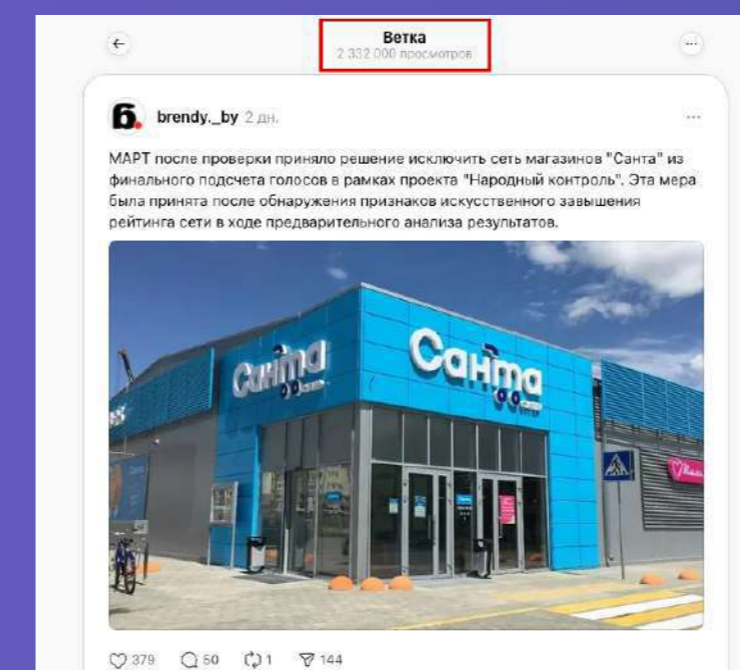 Ветка
2 332 000 просмотров
б.
brendy._by 2 дн.
МАРТ после проверки приняло решение исключить сеть магазинов "Санта" из
финального подсчета голосов в рамках проекта "Народный контроль". Эта мера
была принята после обнаружения признаков искусственного завышения
рейтинга сети в ходе предварительного анализа результатов.
Санта
Санта
379 50 1 144